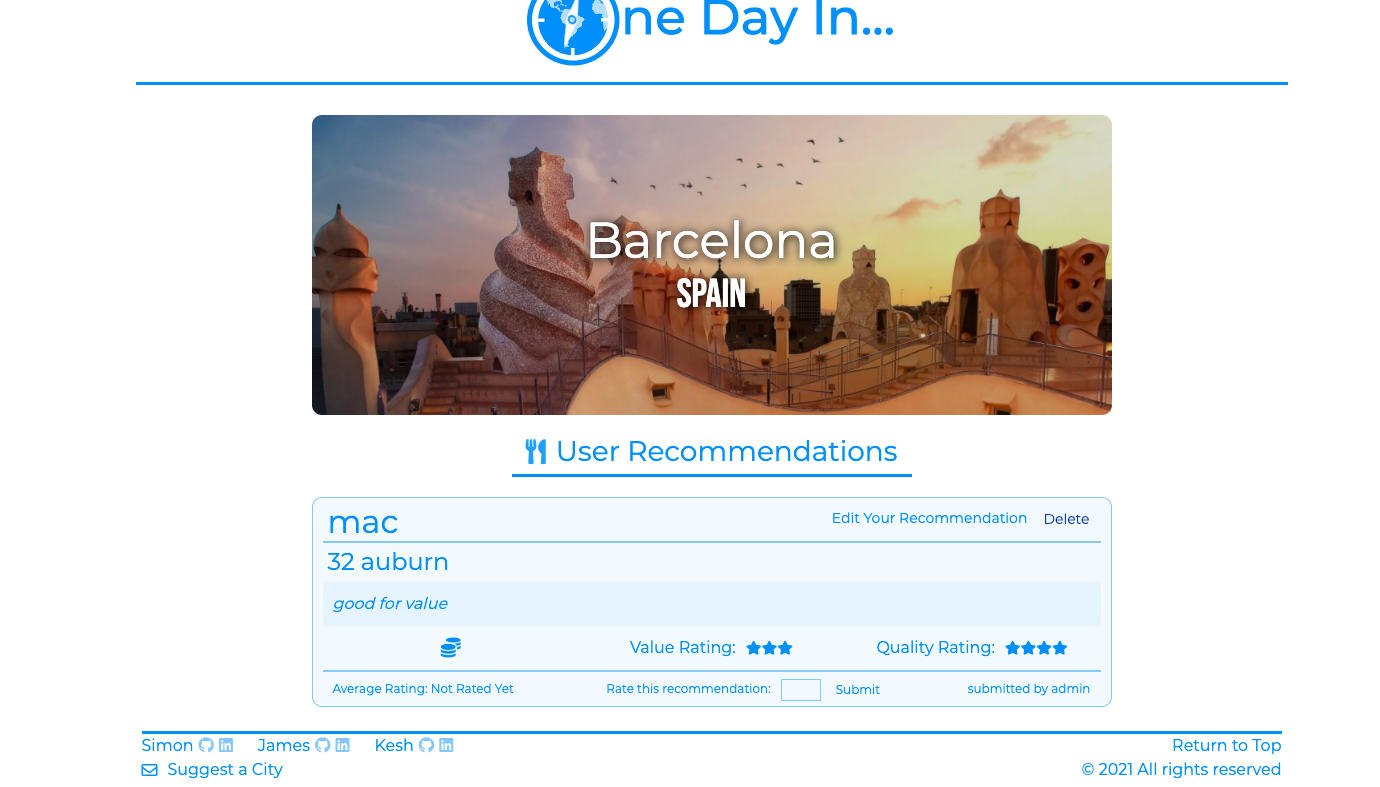 ne Day In...
Barcelona
SPAIN
User Recommendations
mac
Edit Your Recommendation Delete
32 auburn
good for value
Value Rating: Quality Rating:
Average Rating: Not Rated Yet Rate this recommendation: Submit submitted by admin
Simon James Kesh Return to Top
Suggest a City © 2021 All rights reserved